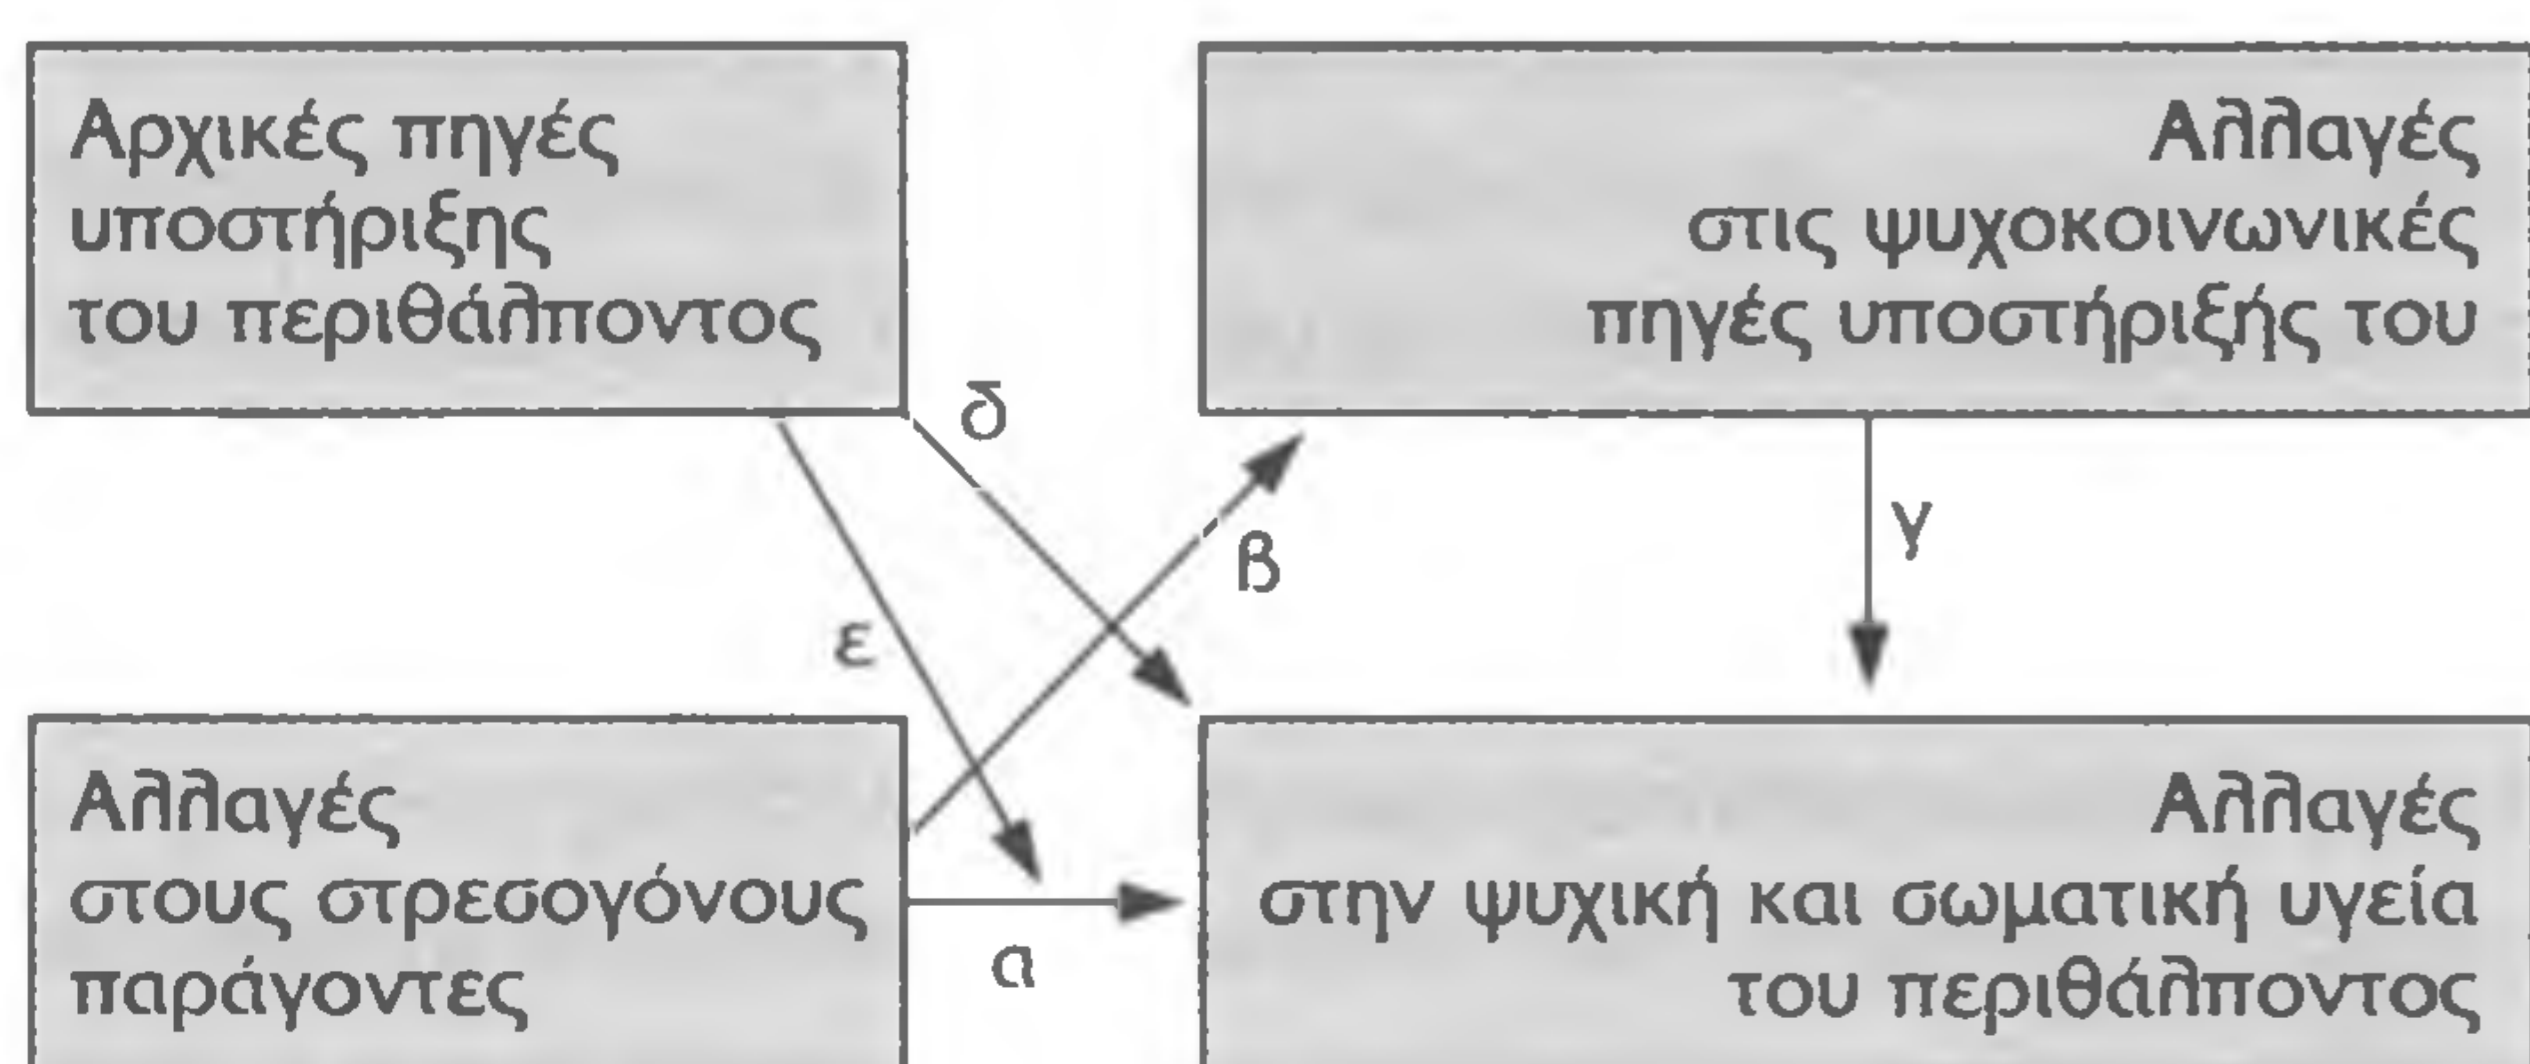 Αρχικές πηγές
υποστήριξης
του περιθάλποντος
Αλλαγές
στις ψυχοκοινωνικές
πηγές υποστήριξής του
δ
β
γ
ε
Αλλαγές
στους στρεσογόνους
παράγοντες
α
Αλλαγές
στην ψυχική και σωματική υγεία
του περιθάλποντος